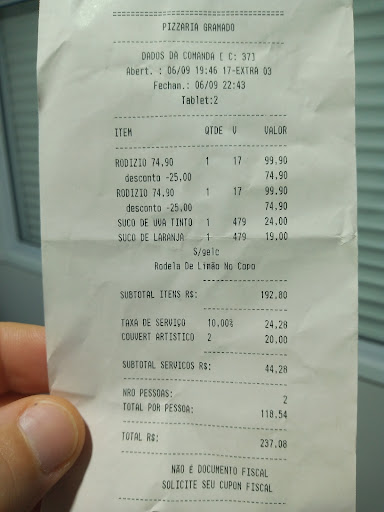 PIZZARIA GRAMADO
DADOS DA COMANDA [ C: 37]
Abert. : 06/09 19:46 17-EXTRA 03
Fechan.: 06/09 22:43
Tablet:2
ITEM QTDE V VALOR
RODIZIO 74,90 1 17 99.90
desconto -25.00 74.90
RODIZIO 74,90 1 17 99.90
desconto -25.00 74.90
SUCO DE UVA TINTO 1 479 24.00
SUCO DE LARANJA 1 479 19.00
S/gelo
Rodela De Limão No Copo
SUBTOTAL ITENS R$: 192.80
TAXA DE SERVIÇO 10.00% 24.28
COUVERT ARTISTICO 2 20.00
SUBTOTAL SERVICOS R$: 44.28
NRO PESSOAS: 2
TOTAL POR PESSOA: 118.54
TOTAL R$: 237.08
NÃO É DOCUMENTO FISCAL
SOLICITE SEU CUPON FISCAL